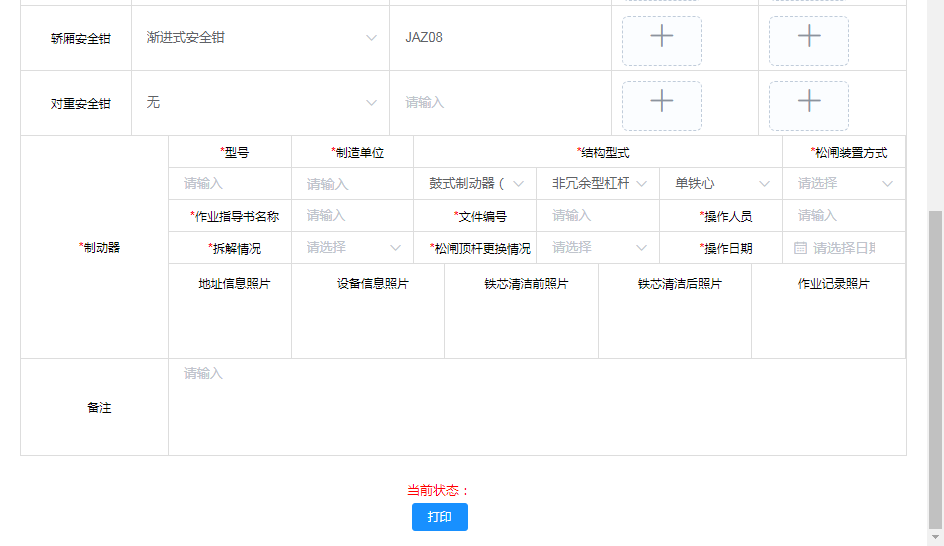 轿厢安全钳 渐进式安全钳 JAZ08
对重安全钳 无 请输入
*型号 *制造单位 *结构型式 *松闸装置方式
请输入 请输入 鼓式制动器 ( 非冗余型杠杆 单铁心 请选择
*作业指导书名称 请输入 *文件编号 请输入 *操作人员 请输入
*制动器
*拆解情况 请选择 *松闸顶杆更换情况 请选择 *操作日期 请选择日期
地址信息照片 设备信息照片 铁芯清洁前照片 铁芯清洁后照片 作业记录照片
请输入
备注
当前状态：
打印